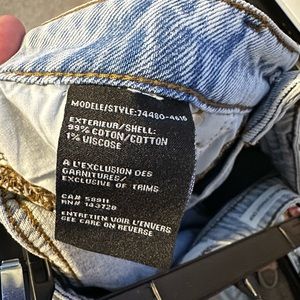 MODELE/STYLE:74480-4615
EXTERIEUR/SHELL:
99% COTON/COTTON
1% VISCOSE
A L'EXCLUSION DES
GARNITURES/
EXCLUSIVE OF TRIMS
CA# 58911
RN# 143728
ENTRETIEN VOIR L'ENVERS
SEE CARE ON REVERSE